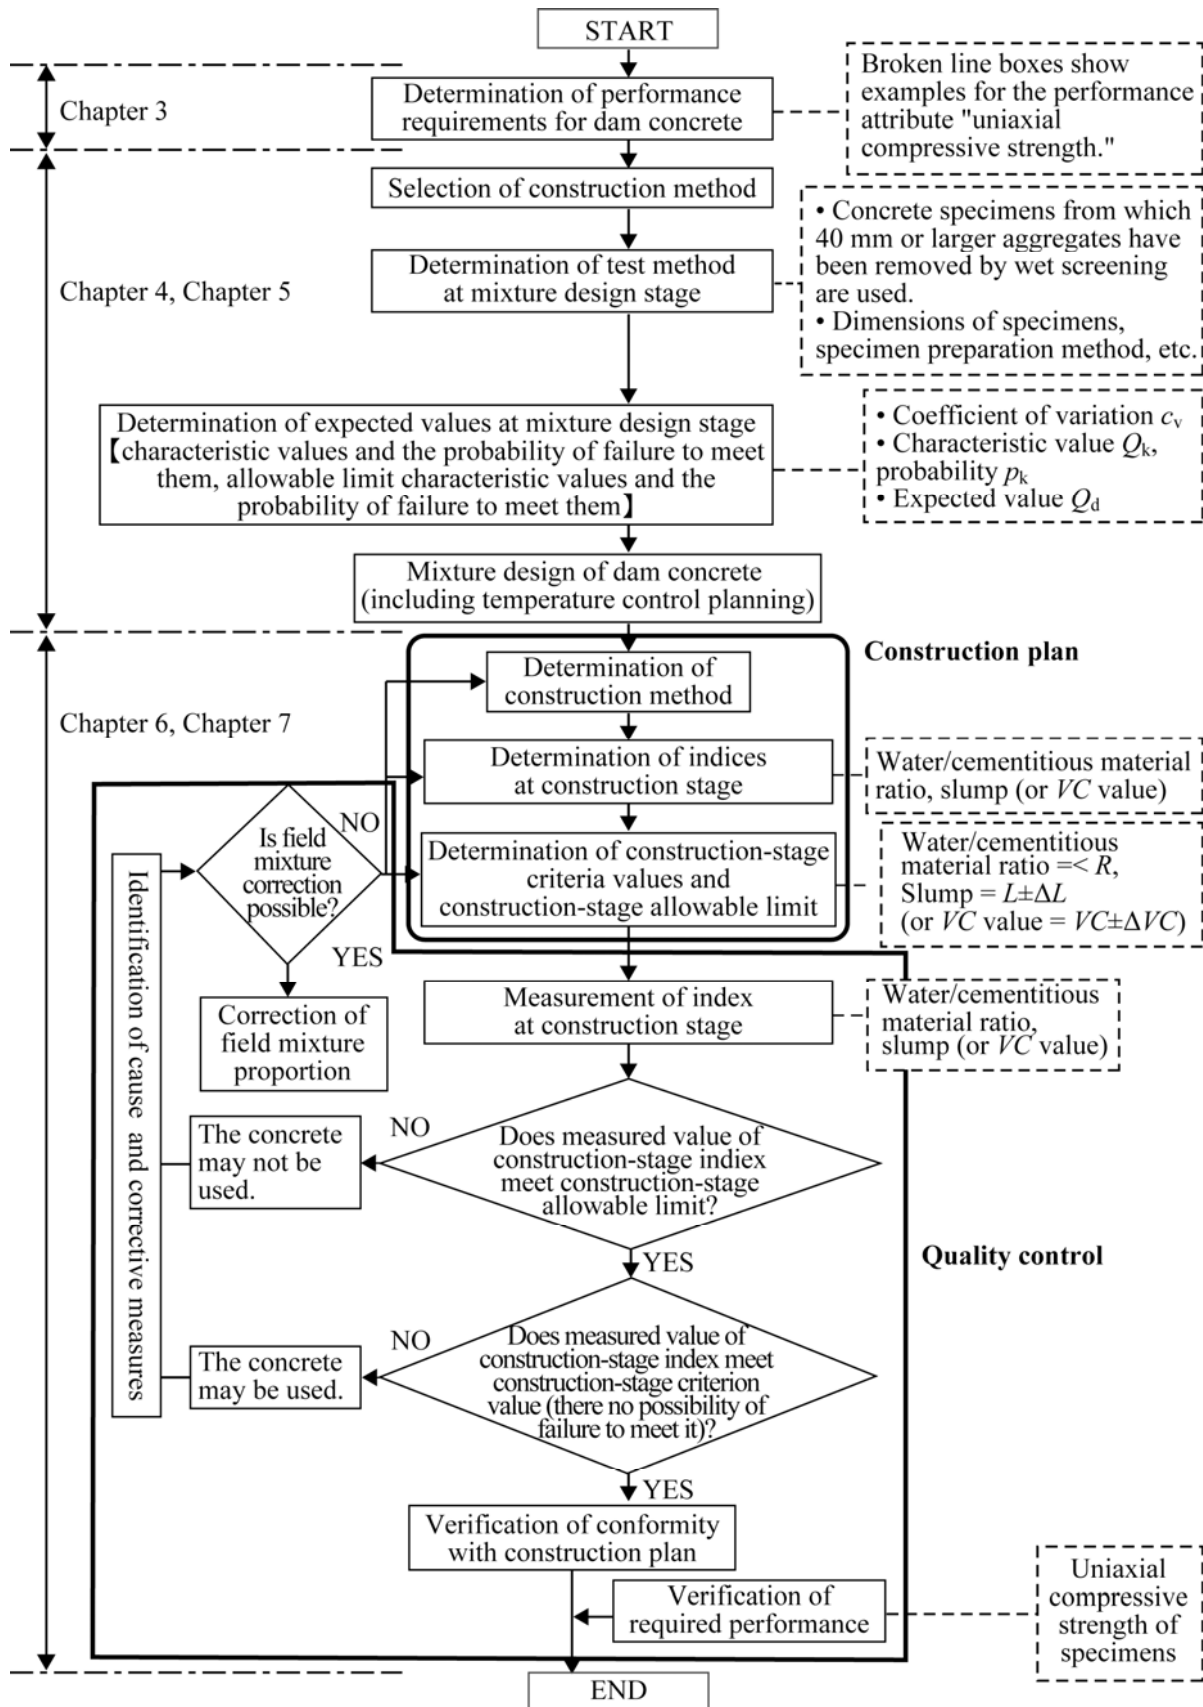 START
Chapter 3
Determination of performance
requirements for dam concrete
Broken line boxes show
examples for the performance
attribute "uniaxial
compressive strength."
Selection of construction method
Chapter 4, Chapter 5
Determination of test method
at mixture design stage
• Concrete specimens from which
40 mm or larger aggregates have
been removed by wet screening
are used.
• Dimensions of specimens,
specimen preparation method, etc.
Determination of expected values at mixture design stage
【characteristic values and the probability of failure to meet
them, allowable limit characteristic values and the
probability of failure to meet them】
• Coefficient of variation cv
• Characteristic value Qk,
probability pk
• Expected value Qd
Mixture design of dam concrete
(including temperature control planning)
Construction plan
Determination of
construction method
Chapter 6, Chapter 7
Determination of indices
at construction stage
Water/cementitious material
ratio, slump (or VC value)
NO
Is field
mixture
correction
possible?
YES
Determination of construction-stage
criteria values and
construction-stage allowable limit
Water/cementitious
material ratio =< R,
Slump = L±ΔL
(or VC value = VC±ΔVC)
Identification of cause and corrective measures
Correction of
field mixture
proportion
Measurement of index
at construction stage
Water/cementitious
material ratio,
slump (or VC value)
NO
The concrete
may not be
used.
Does measured value of
construction-stage indiex
meet construction-stage
allowable limit?
YES
Quality control
NO
The concrete
may be used.
Does measured value of
construction-stage index meet
construction-stage criterion
value (there no possibility of
failure to meet it)?
YES
Verification of conformity
with construction plan
Verification of
required performance
Uniaxial
compressive
strength of
specimens
END